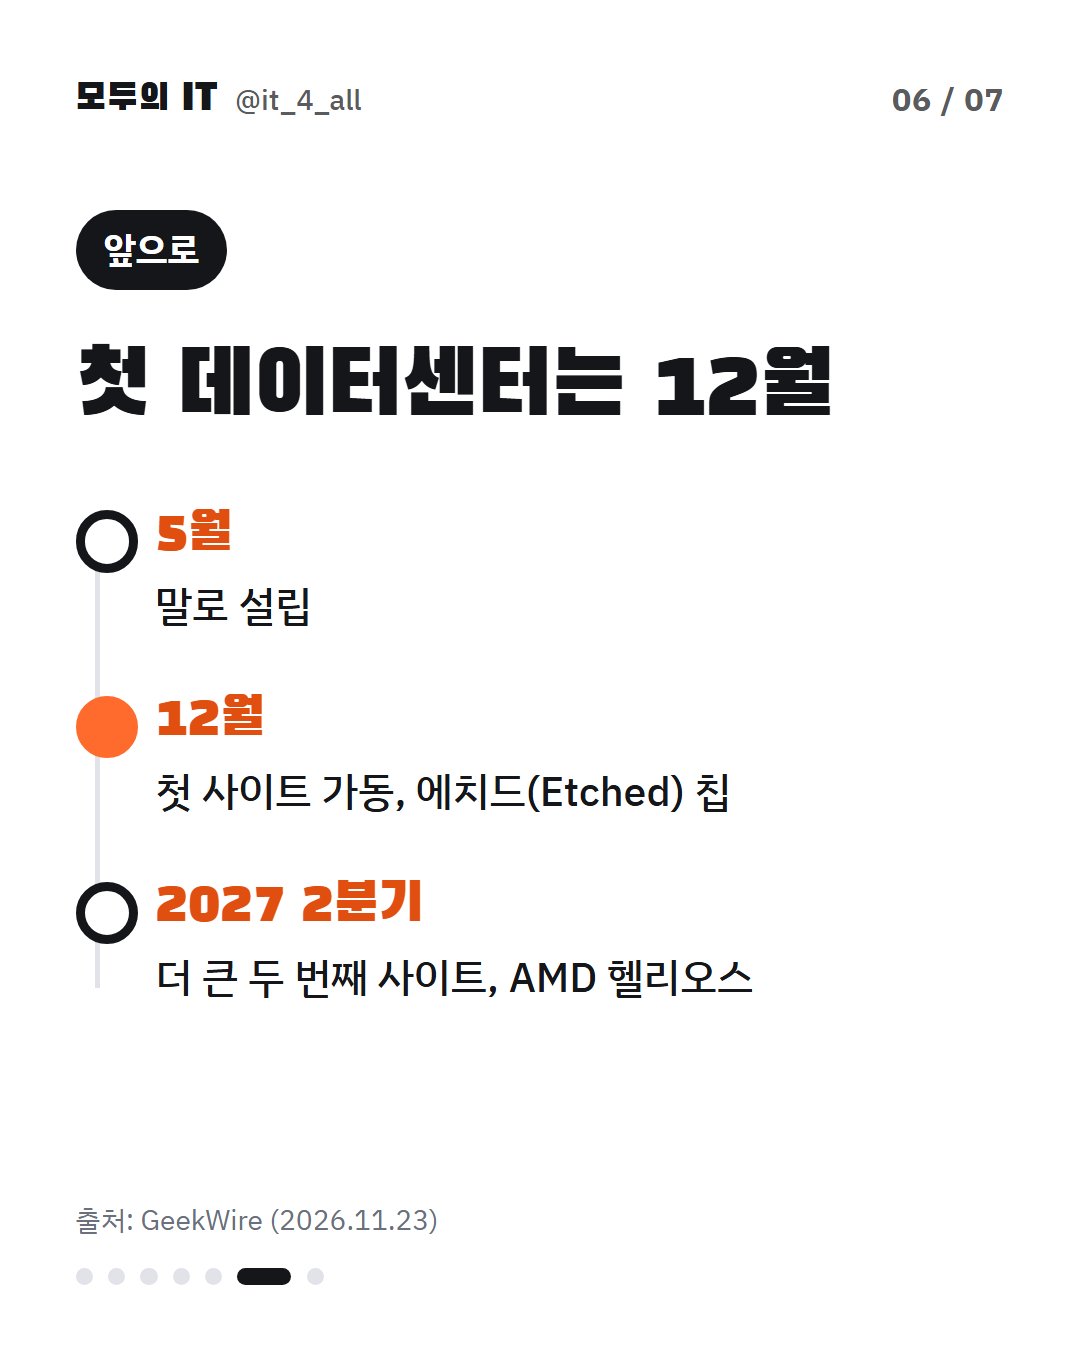 모두의 IT @it_4_all
06 / 07
앞으로
첫 데이터센터는 12월
5월
말로 설립
12월
첫 사이트 가동, 에치드(Etched) 칩
2027 2분기
더 큰 두 번째 사이트, AMD 헬리오스
출처: GeekWire (2026.11.23)